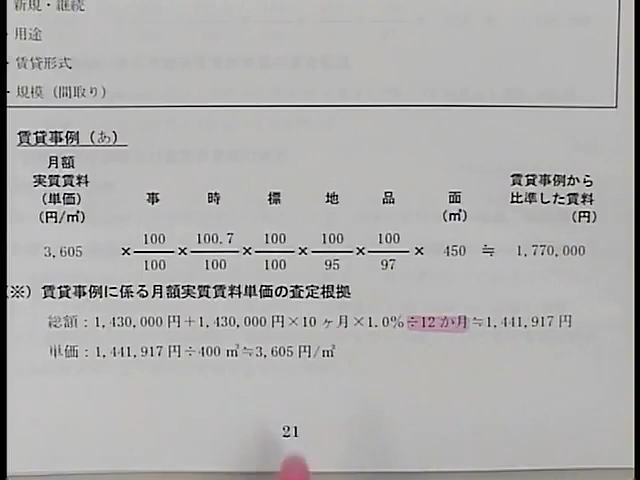 新規・継続
・用途
・賃貸形式
・規模（間取り）
賃貸事例（あ）
月額
実質賃料
（単価）
（円/㎡）
事 時 標 地 品 面
（㎡）
賃貸事例から
比準した賃料
（円）
3,605 × 100/100 × 100.7/100 × 100/100 × 100/95 × 100/97 × 450 ≒ 1,770,000
（※）賃貸事例に係る月額実質賃料単価の査定根拠
総額：1,430,000円＋1,430,000円×10ヶ月×1.0%÷12か月≒1,441,917円
単価：1,441,917円÷400㎡≒3,605円/㎡
21